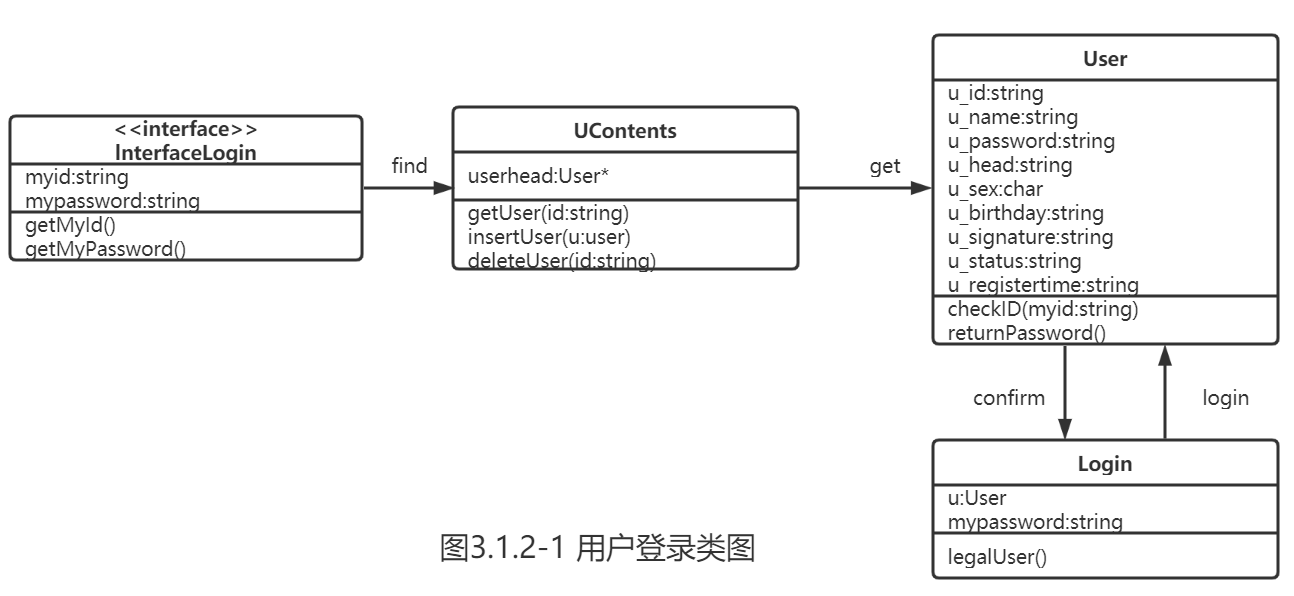 <<interface>>
InterfaceLogin
myid:string
mypassword:string
getMyId()
getMyPassword()
find
UContents
userhead:User*
getUser(id:string)
insertUser(u:user)
deleteUser(id:string)
get
User
u_id:string
u_name:string
u_password:string
u_head:string
u_sex:char
u_birthday:string
u_signature:string
u_status:string
u_registertime:string
checkID(myid:string)
returnPassword()
confirm
login
Login
u:User
mypassword:string
legalUser()
图3.1.2-1 用户登录类图